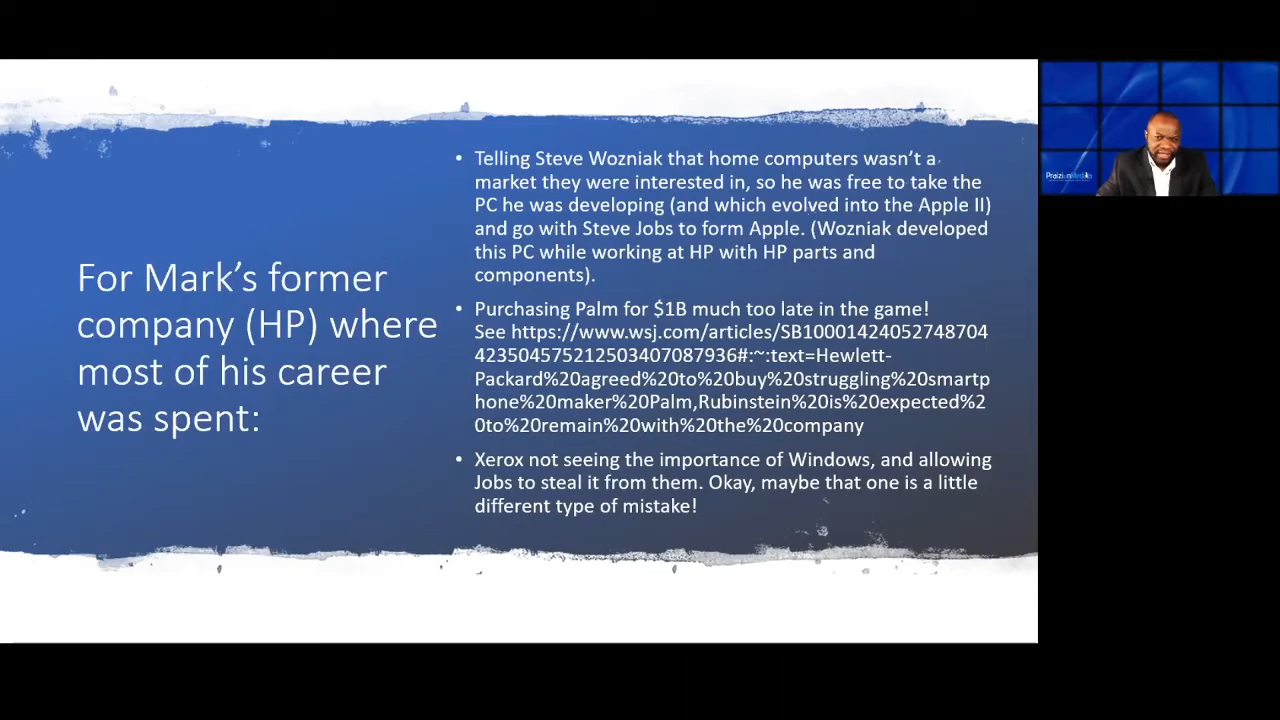 For Mark’s former
company (HP) where
most of his career
was spent:
• Telling Steve Wozniak that home computers wasn’t a
market they were interested in, so he was free to take the
PC he was developing (and which evolved into the Apple II)
and go with Steve Jobs to form Apple. (Wozniak developed
this PC while working at HP with HP parts and
components).
• Purchasing Palm for $1B much too late in the game!
See https://www.wsj.com/articles/SB10001424052748704
423504575212503407087936#:~:text=Hewlett-
Packard%20agreed%20to%20buy%20struggling%20smartp
hone%20maker%20Palm,Rubinstein%20is%20expected%2
0to%20remain%20with%20the%20company
• Xerox not seeing the importance of Windows, and allowing
Jobs to steal it from them. Okay, maybe that one is a little
different type of mistake!
PraizionMedia